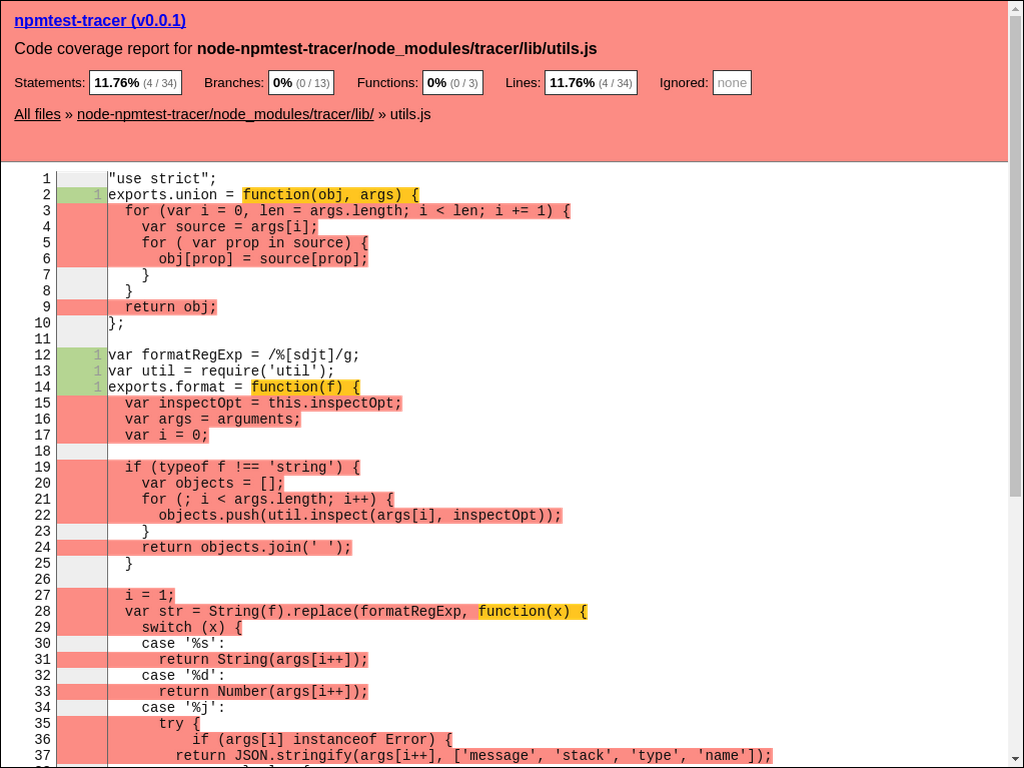 npmtest-tracer (v0.0.1)
Code coverage report for node-npmtest-tracer/node_modules/tracer/lib/utils.js
Statements: 11.76% (4 / 34) Branches: 0% (0 / 13) Functions: 0% (0 / 3) Lines: 11.76% (4 / 34) Ignored: none
All files » node-npmtest-tracer/node_modules/tracer/lib/ » utils.js
1 "use strict";
2 1 exports.union = function(obj, args) {
3 for (var i = 0, len = args.length; i < len; i += 1) {
4 var source = args[i];
5 for ( var prop in source) {
6 obj[prop] = source[prop];
7 }
8 }
9 return obj;
10 };
11
12 1 var formatRegExp = /%[sdjt]/g;
13 1 var util = require('util');
14 1 exports.format = function(f) {
15 var inspectOpt = this.inspectOpt;
16 var args = arguments;
17 var i = 0;
18
19 if (typeof f !== 'string') {
20 var objects = [];
21 for (; i < args.length; i++) {
22 objects.push(util.inspect(args[i], inspectOpt));
23 }
24 return objects.join(' ');
25 }
26
27 i = 1;
28 var str = String(f).replace(formatRegExp, function(x) {
29 switch (x) {
30 case '%s':
31 return String(args[i++]);
32 case '%d':
33 return Number(args[i++]);
34 case '%j':
35 try {
36 if (args[i] instanceof Error) {
37 return JSON.stringify(args[i++], ['message', 'stack', 'type', 'name']);